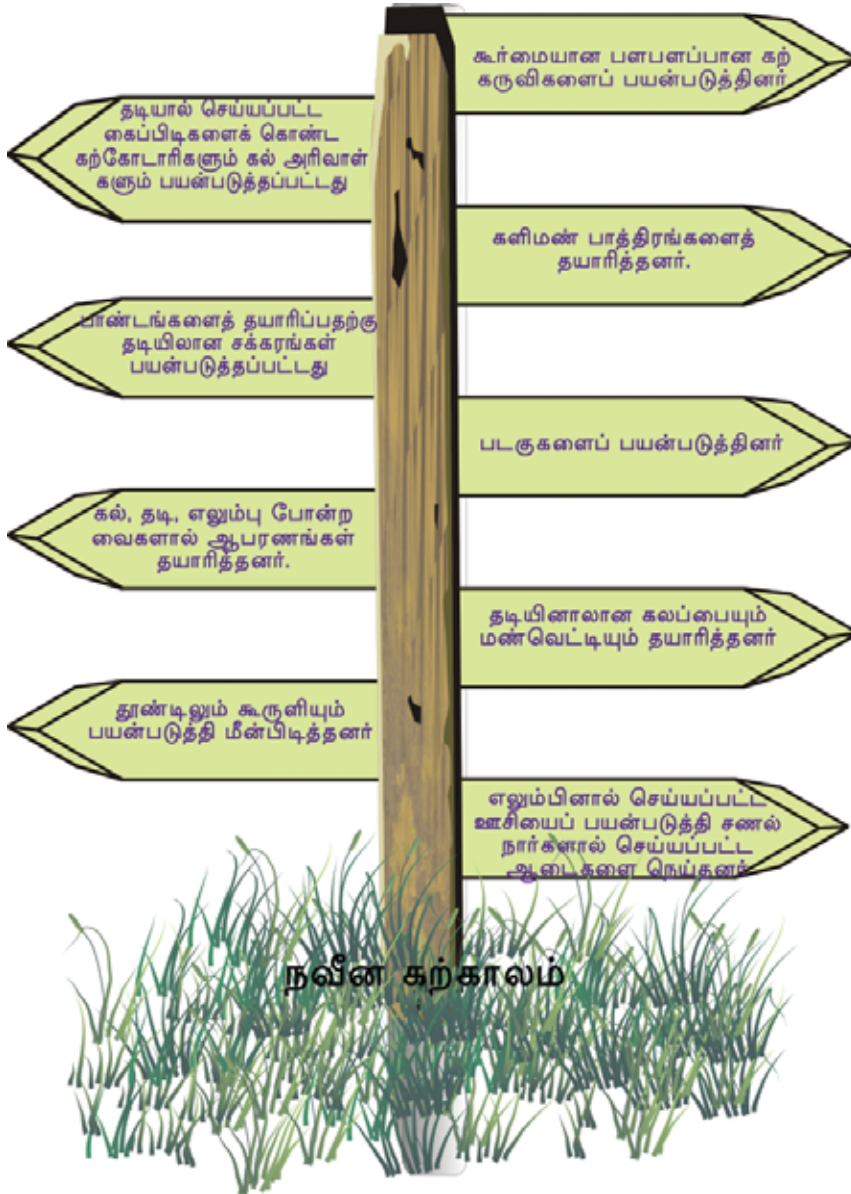 கூர்மையான பளபளப்பான கற்
கருவிகளைப் பயன்படுத்தினர்
தடியால் செய்யப்பட்ட
கைப்பிடிகளைக் கொண்ட
கற்கோடாரிகளும் கல் அரிவாள்
களும் பயன்படுத்தப்பட்டது
களிமண் பாத்திரங்களைத்
தயாரித்தனர்.
பாண்டங்களைத் தயாரிப்பதற்கு
தடியிலான சக்கரங்கள்
பயன்படுத்தப்பட்டது
படகுகளைப் பயன்படுத்தினர்
கல், தடி, எலும்பு போன்ற
வைகளால் ஆபரணங்கள்
தயாரித்தனர்.
தடியினாலான கலப்பையும்
மண்வெட்டியும் தயாரித்தனர்
தூண்டிலும் கூருளியும்
பயன்படுத்தி மீன்பிடித்தனர்
எலும்பினால் செய்யப்பட்ட
ஊசியைப் பயன்படுத்தி சணல்
நார்களால் செய்யப்பட்ட
ஆடைகளை நெய்தனர்
நவீன கற்காலம்